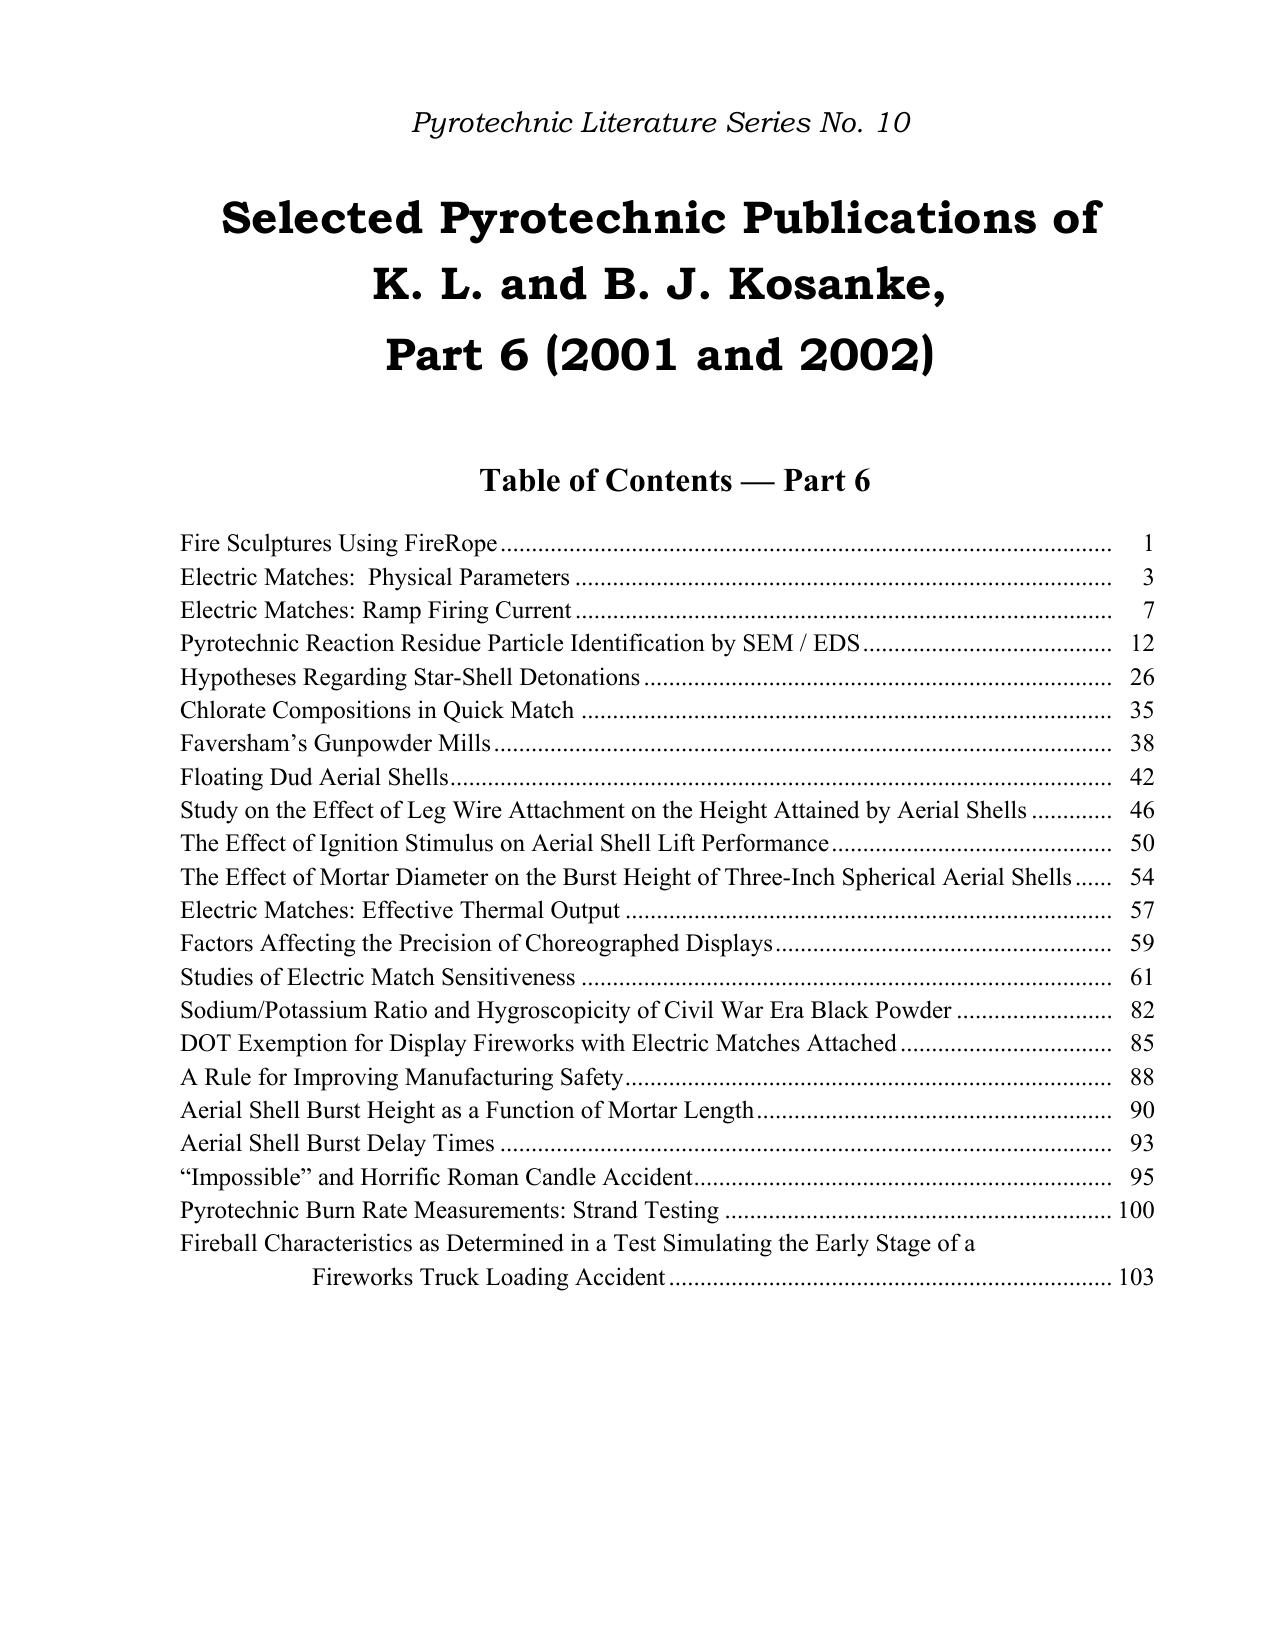 Pyrotechnic Literature Series No. 10
Selected Pyrotechnic Publications of
K. L. and B. J. Kosanke,
Part 6 (2001 and 2002)
Table of Contents — Part 6
Fire Sculptures Using FireRope 1
Electric Matches:  Physical Parameters 3
Electric Matches: Ramp Firing Current 7
Pyrotechnic Reaction Residue Particle Identification by SEM / EDS 12
Hypotheses Regarding Star-Shell Detonations 26
Chlorate Compositions in Quick Match 35
Faversham’s Gunpowder Mills 38
Floating Dud Aerial Shells 42
Study on the Effect of Leg Wire Attachment on the Height Attained by Aerial Shells 46
The Effect of Ignition Stimulus on Aerial Shell Lift Performance 50
The Effect of Mortar Diameter on the Burst Height of Three-Inch Spherical Aerial Shells 54
Electric Matches: Effective Thermal Output 57
Factors Affecting the Precision of Choreographed Displays 59
Studies of Electric Match Sensitiveness 61
Sodium/Potassium Ratio and Hygroscopicity of Civil War Era Black Powder 82
DOT Exemption for Display Fireworks with Electric Matches Attached 85
A Rule for Improving Manufacturing Safety 88
Aerial Shell Burst Height as a Function of Mortar Length 90
Aerial Shell Burst Delay Times 93
“Impossible” and Horrific Roman Candle Accident 95
Pyrotechnic Burn Rate Measurements: Strand Testing 100
Fireball Characteristics as Determined in a Test Simulating the Early Stage of a
Fireworks Truck Loading Accident 103